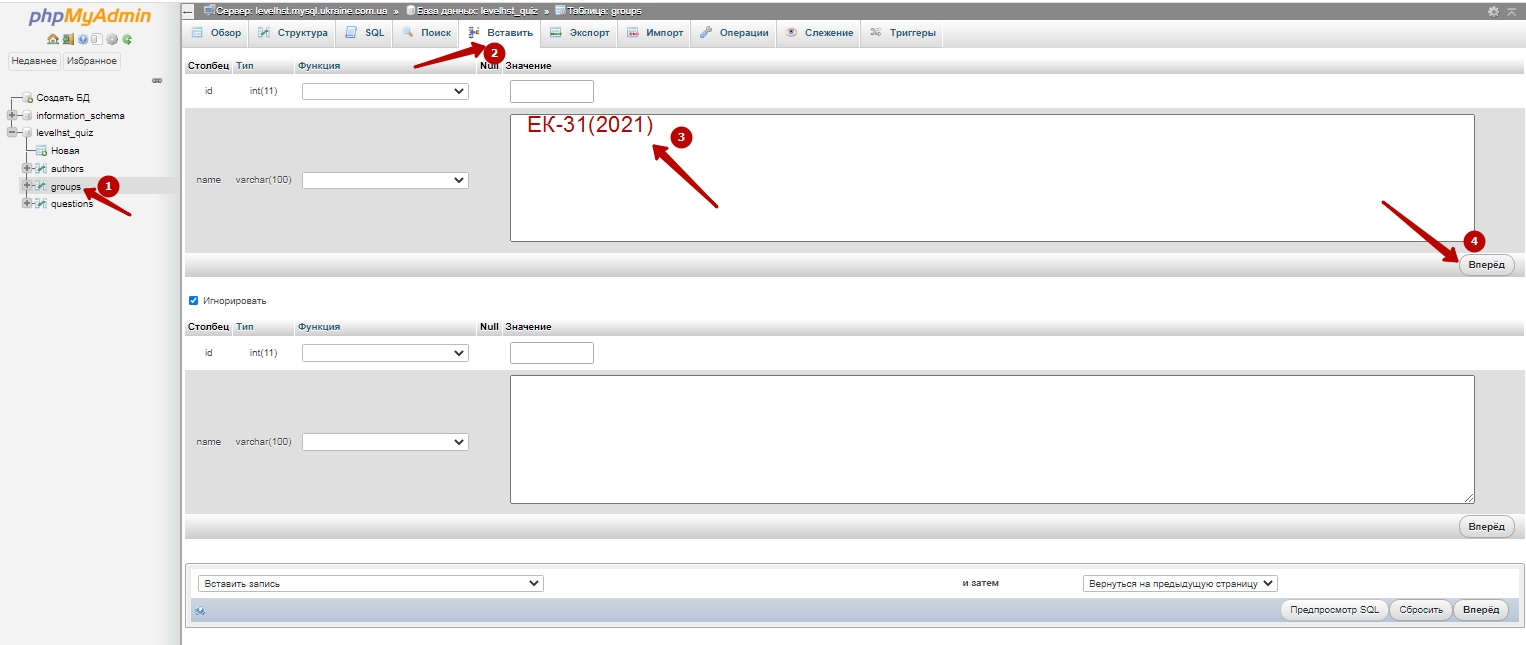 phpMyAdmin
Недавнее Избранное
Создать БД
information_schema
levelhst_quiz
Новая
authors
groups 1
questions
Сервер: levelhst.mysql.ukraine.com.ua » База данных: levelhst_quiz » Таблица: groups
Обзор Структура SQL Поиск Вставить Экспорт Импорт Операции Слежение Триггеры
2
Столбец Тип Функция Null Значение
id int(11)
ЕК-31(2021) 3
name varchar(100)
4
Вперёд
Игнорировать
Столбец Тип Функция Null Значение
id int(11)
name varchar(100)
Вперёд
Вставить запись и затем Вернуться на предыдущую страницу
Предпросмотр SQL Сбросить Вперёд